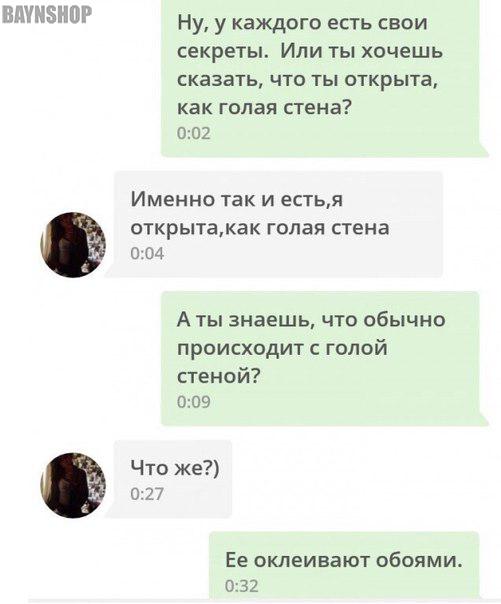 BAYNSHOP
Ну, у каждого есть свои
секреты. Или ты хочешь
сказать, что ты открыта,
как голая стена?
0:02
Именно так и есть,я
открыта,как голая стена
0:04
А ты знаешь, что обычно
происходит с голой
стеной?
0:09
Что же?)
0:27
Ее оклеивают обоями.
0:32